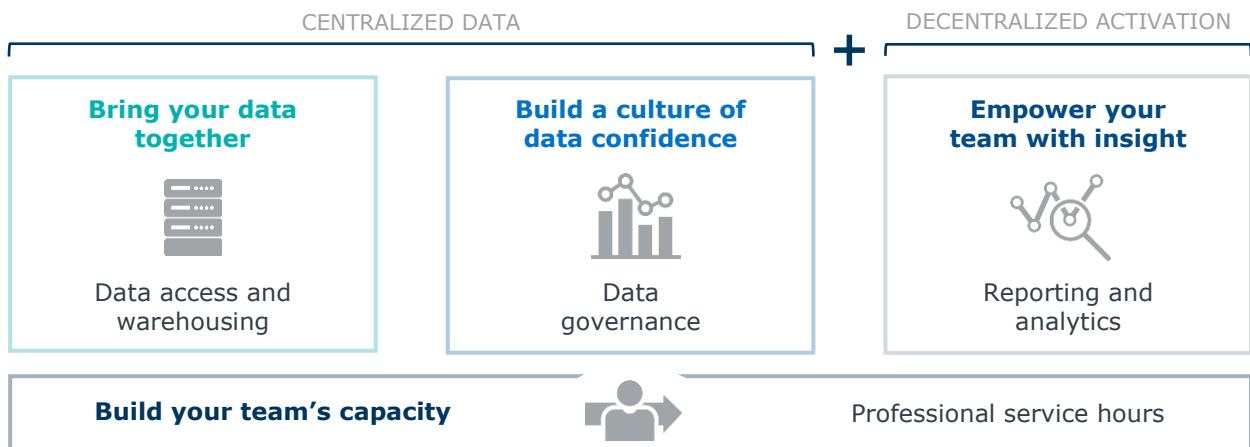 CENTRALIZED DATA
DECENTRALIZED ACTIVATION
+
Bring your data
together
Data access and
warehousing
Build a culture of
data confidence
Data
governance
Empower your
team with insight
Reporting and
analytics
Build your team’s capacity
Professional service hours